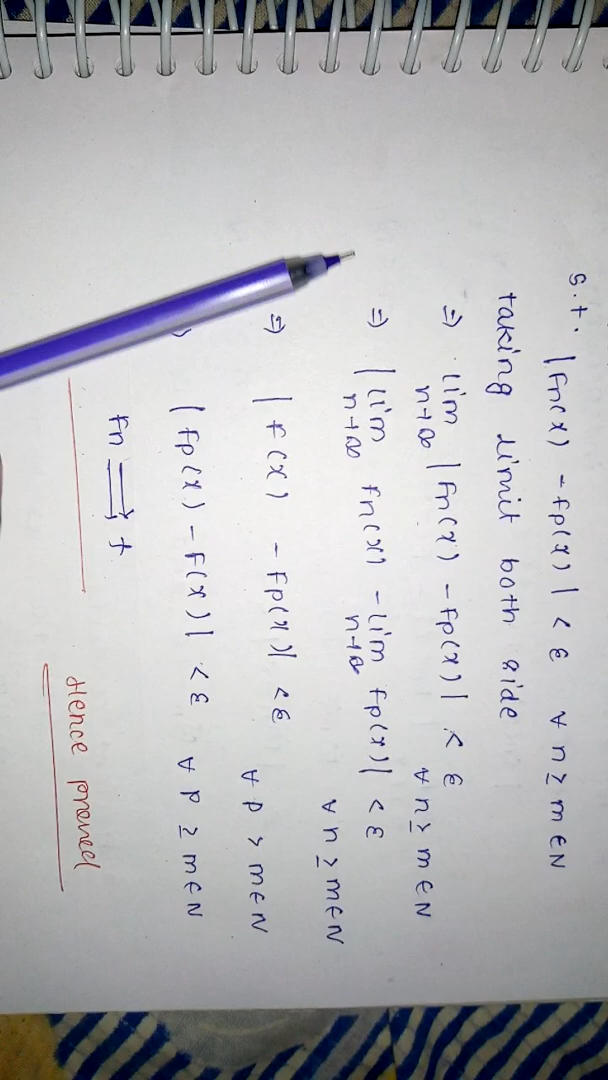 s.t. |fn(x) - fp(x)| < ε ∀ n ≥ m ∈ N
taking limit both side
=> lim n→∞ |fn(x) - fp(x)| < ε ∀ n ≥ m ∈ N
=> | lim n→∞ fn(x) - lim n→∞ fp(x)| < ε
∀ n ≥ m ∈ N
=> | f(x) - fp(x)| < ε ∀ p > m ∈ N
| fp(x) - f(x)| < ε ∀ p ≥ m ∈ N
fn ⇉ f
Hence proved